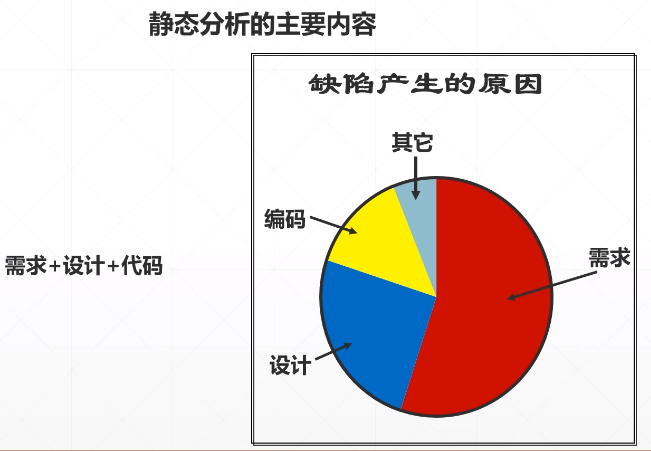 静态分析的主要内容
缺陷产生的原因
其它
编码
需求
需求+设计+代码
设计